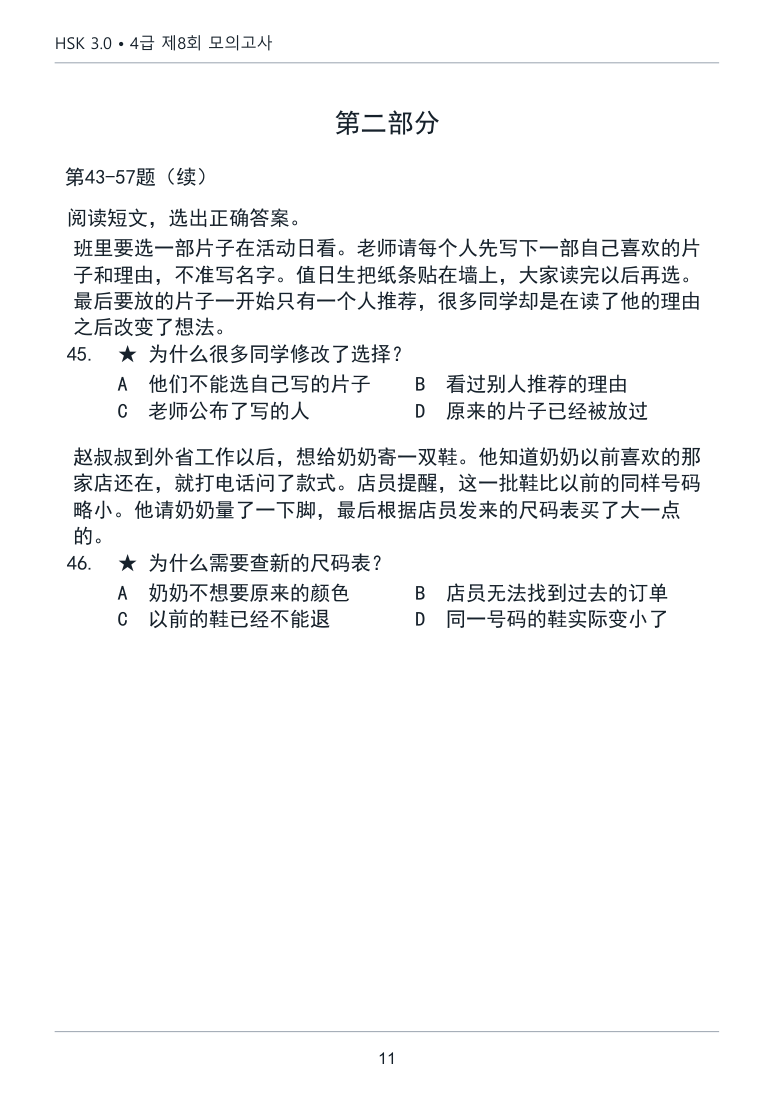 HSK 3.0 • 4급 제8회 모의고사
第二部分
第43-57题（续）
阅读短文，选出正确答案。
班里要选一部片子在活动日看。老师请每个人先写下一部自己喜欢的片
子和理由，不准写名字。值日生把纸条贴在墙上，大家读完以后再选。
最后要放的片子一开始只有一个人推荐，很多同学却是在读了他的理由
之后改变了想法。
45. ★ 为什么很多同学修改了选择？
A 他们不能选自己写的片子 B 看过别人推荐的理由
C 老师公布了写的人 D 原来的片子已经被放过
赵叔叔到外省工作以后，想给奶奶寄一双鞋。他知道奶奶以前喜欢的那
家店还在，就打电话问了款式。店员提醒，这一批鞋比以前的同样号码
略小。他请奶奶量了一下脚，最后根据店员发来的尺码表买了大一点
的。
46. ★ 为什么需要查新的尺码表？
A 奶奶不想要原来的颜色 B 店员无法找到过去的订单
C 以前的鞋已经不能退 D 同一号码的鞋实际变小了
11